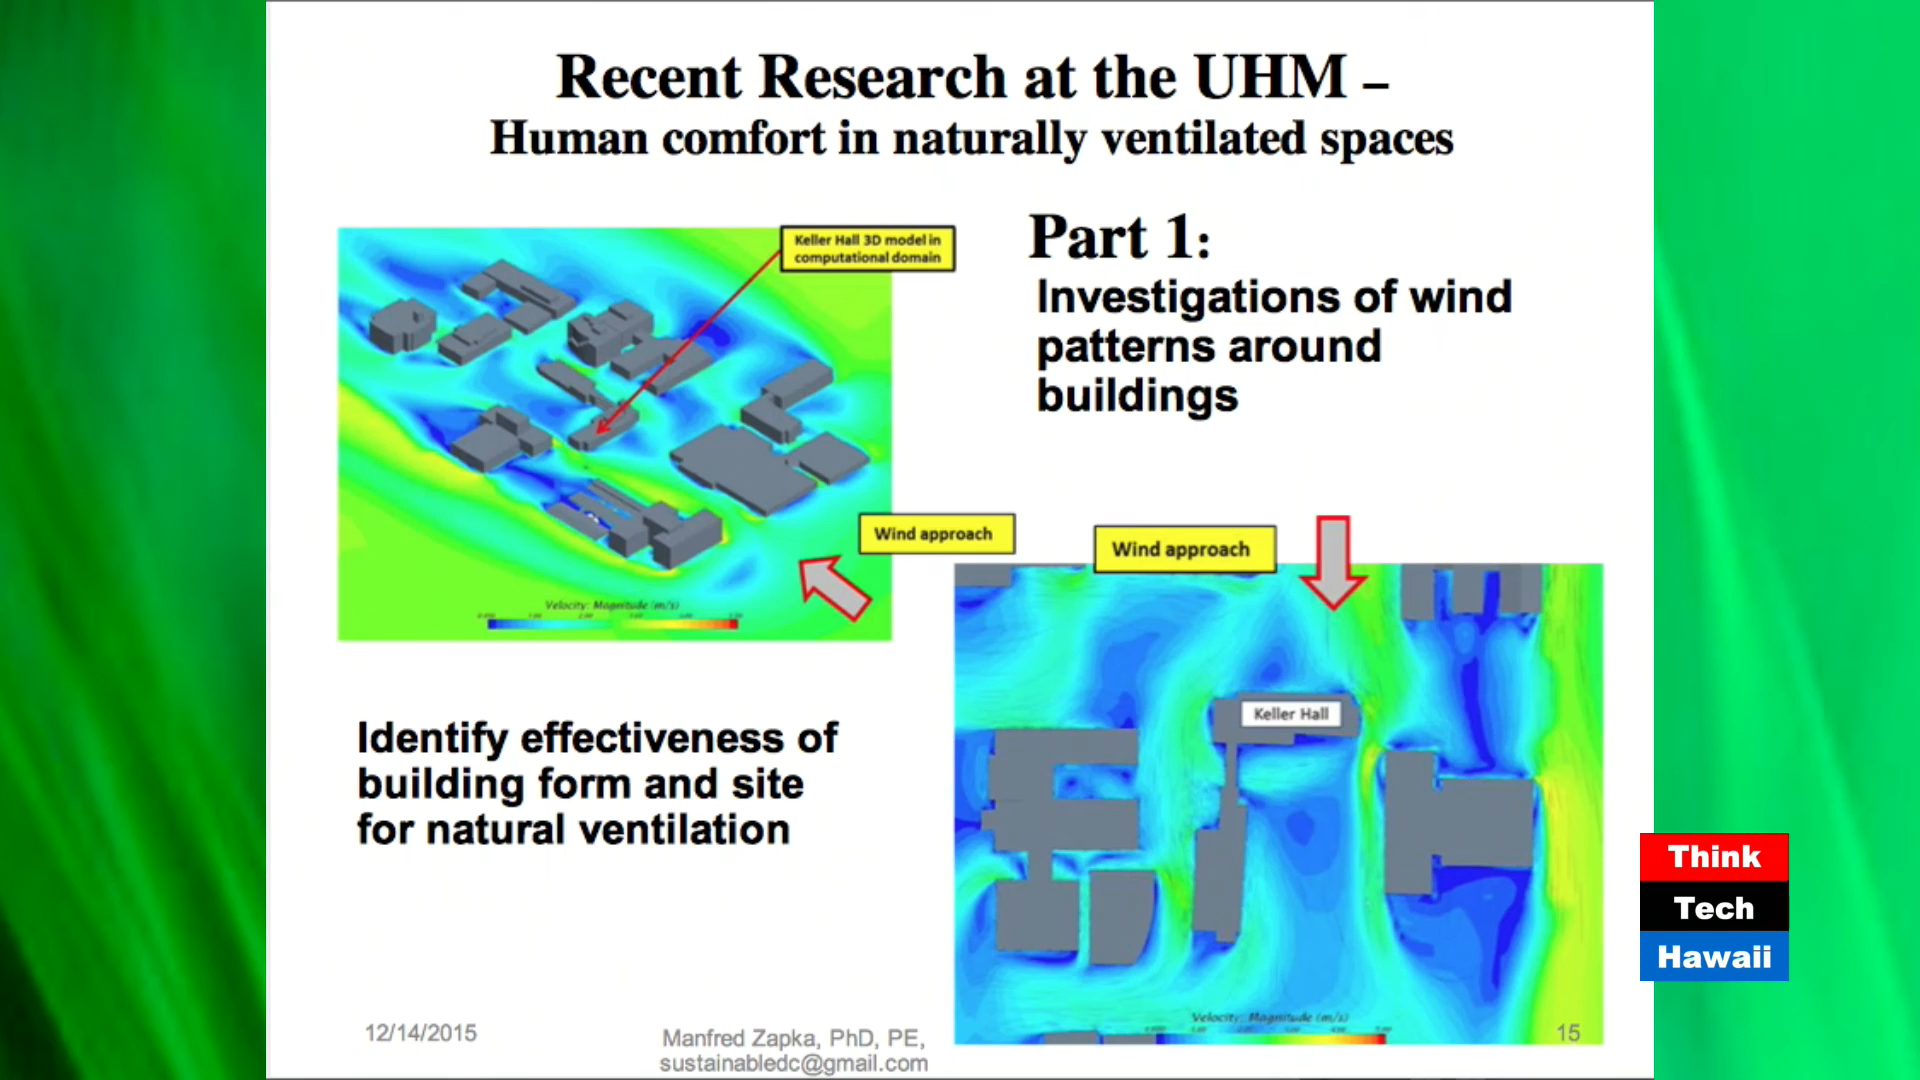 Recent Research at the UHM –
Human comfort in naturally ventilated spaces
Keller Hall 3D model in
computational domain
Part 1:
Investigations of wind
patterns around
buildings
Wind approach
Wind approach
Velocity: Magnitude (m/s)
Keller Hall
Identify effectiveness of
building form and site
for natural ventilation
Think
Tech
Hawaii
Velocity: Magnitude (m/s)
12/14/2015
Manfred Zapka, PhD, PE,
sustainabledc@gmail.com
15